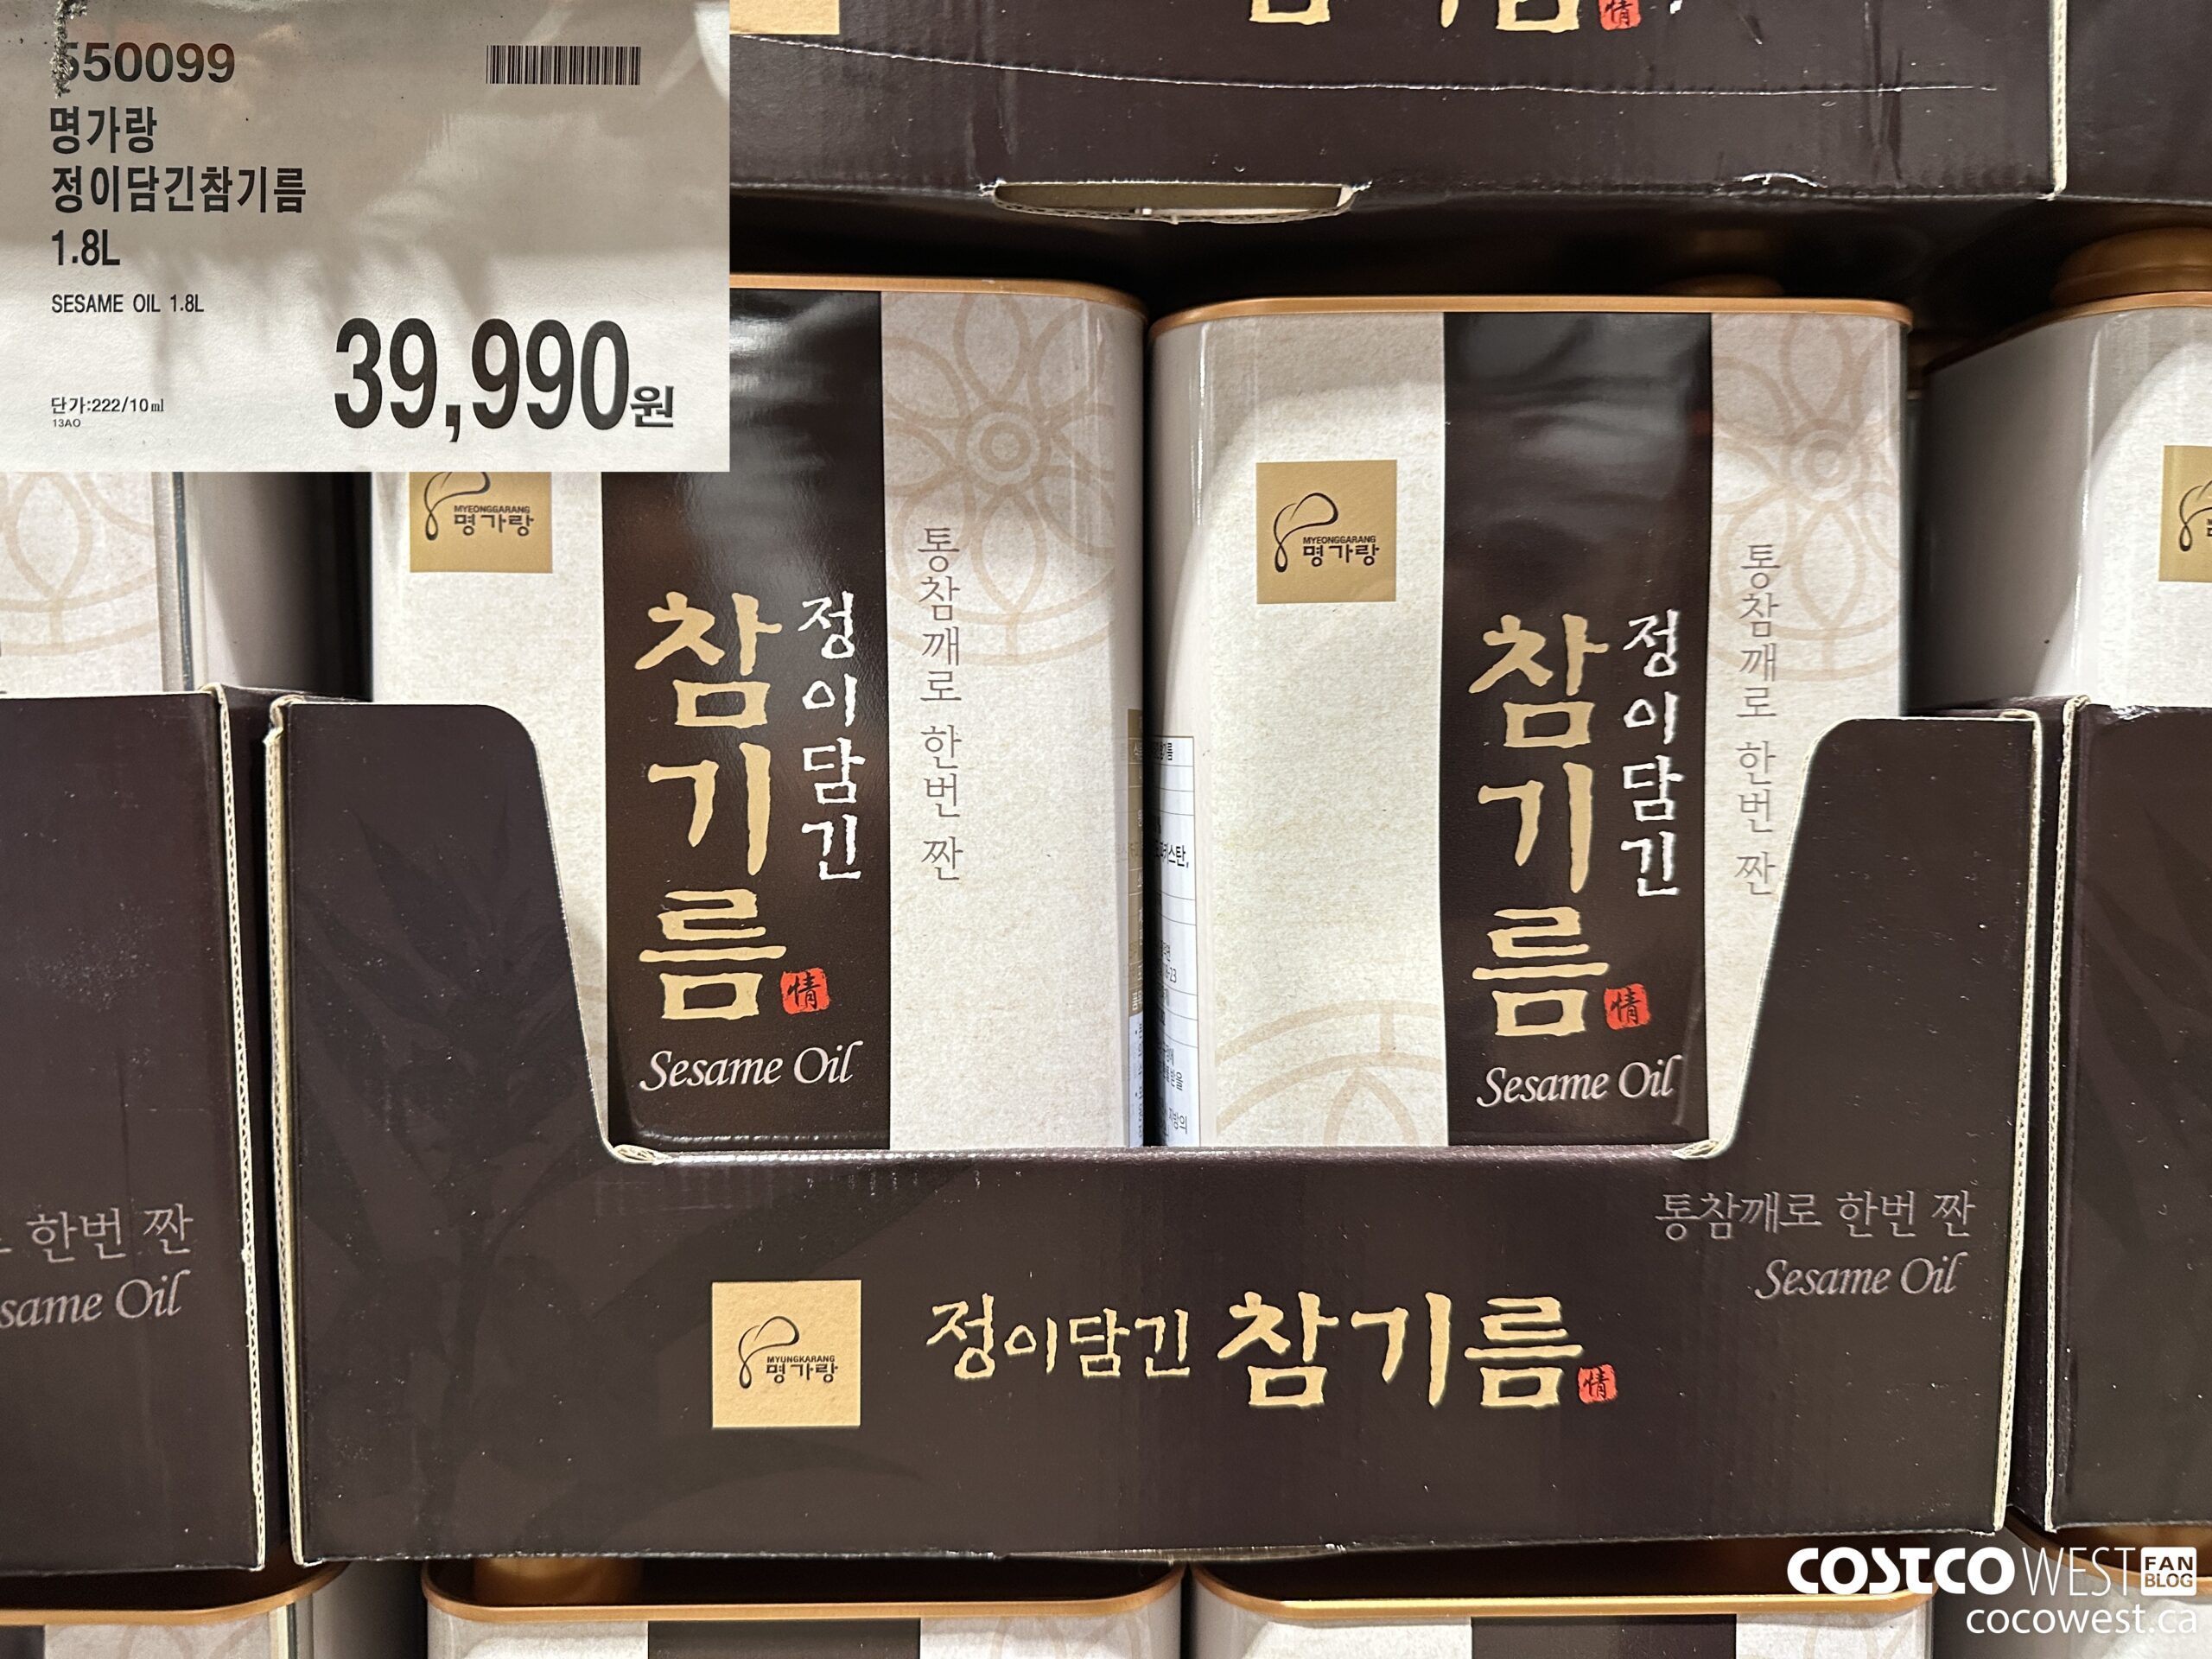 550099
명가랑
정이담긴참기름
1.8L
SESAME OIL 1.8L
39,990원
단가:222/10㎖
13AO
情
MYEONGGARANG
명가랑
참기름
정이담긴
통참깨로 한번 짠
情
Sesame Oil
MYEONGGARANG
명가랑
참기름
정이담긴
통참깨로 한번 짠
情
Sesame Oil
한번 짠
Sesame Oil
통참깨로 한번 짠
Sesame Oil
MYUNGKARANG
명가랑
정이담긴 참기름
情
COSTCO WEST FAN BLOG
cocowest.ca